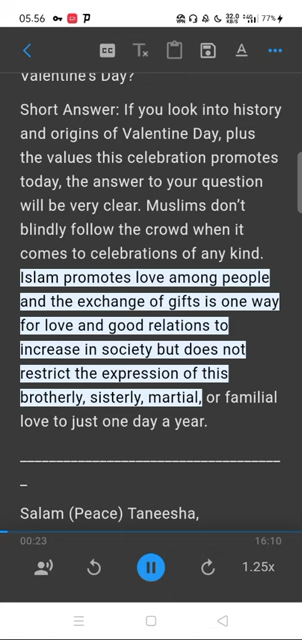 05.56
32.0 KB/S
77%
CC
Valentine's Day?
Short Answer: If you look into history
and origins of Valentine Day, plus
the values this celebration promotes
today, the answer to your question
will be very clear. Muslims don't
blindly follow the crowd when it
comes to celebrations of any kind.
Islam promotes love among people
and the exchange of gifts is one way
for love and good relations to
increase in society but does not
restrict the expression of this
brotherly, sisterly, martial, or familial
love to just one day a year.
____________________________________
_
Salam (Peace) Taneesha,
00:23
16:10
1.25x